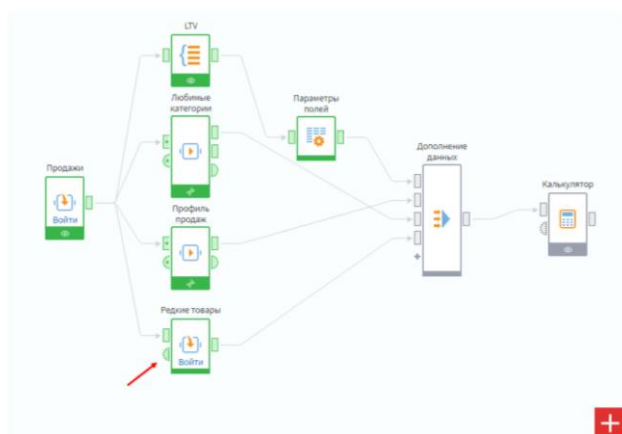 LTV
Любимые
категории
Параметры
полей
Дополнение
данных
Продажи
Войти
Калькулятор
Профиль
продаж
Редкие товары
Войти